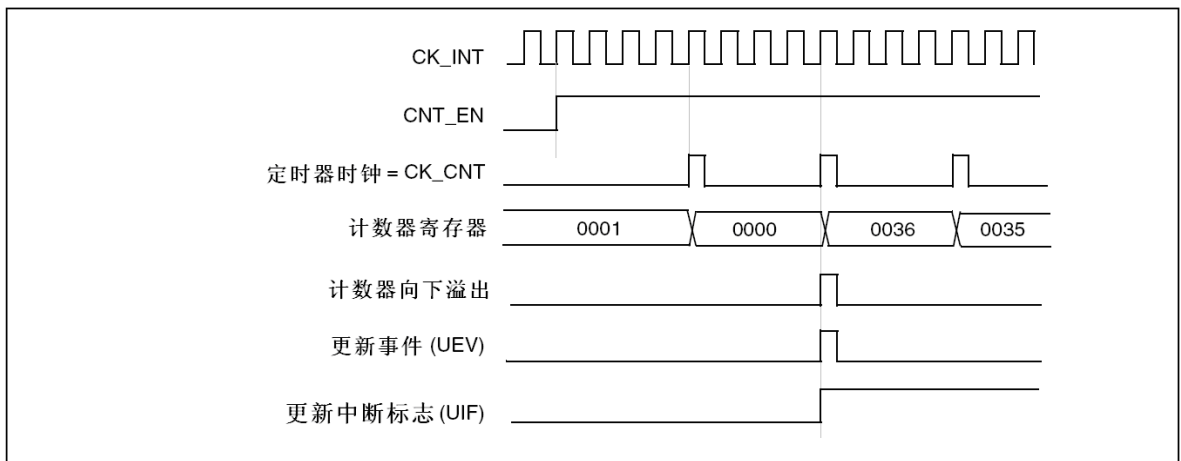 CK_INT
CNT_EN
定时器时钟 = CK_CNT
计数器寄存器 0001 0000 0036 0035
计数器向下溢出
更新事件 (UEV)
更新中断标志 (UIF)